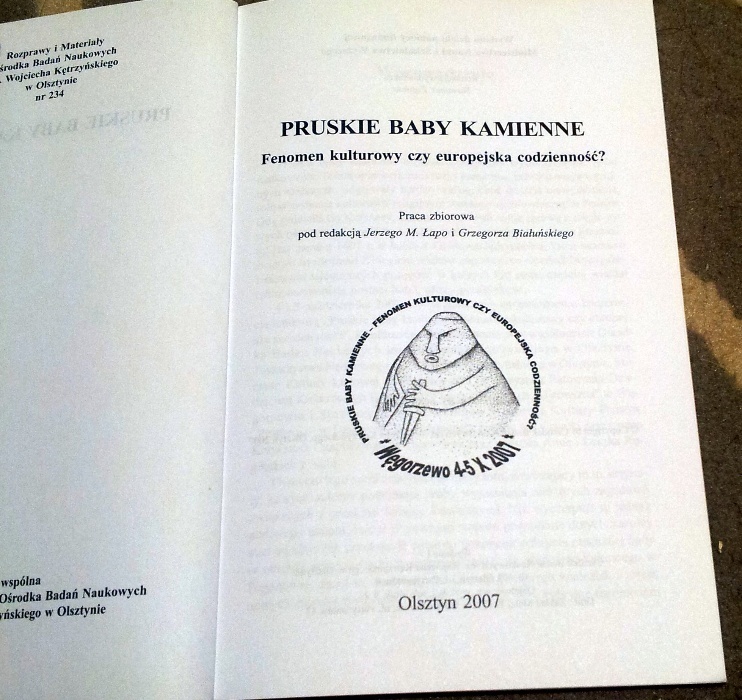 Rozprawy i Materiały
Ośrodka Badań Naukowych
Wojciecha Kętrzyńskiego
w Olsztynie
nr 234
wspólna
Ośrodka Badań Naukowych
w Olsztynie
PRUSKIE BABY KAMIENNE
Fenomen kulturowy czy europejska codzienność?
Praca zbiorowa
pod redakcją Jerzego M. Łapo i Grzegorza Białuńskiego
PRUSKIE BABY KAMIENNE – FENOMEN KULTUROWY CZY EUROPEJSKA CODZIENNOŚĆ?
Węgorzewo 4-5 X 2007
Olsztyn 2007